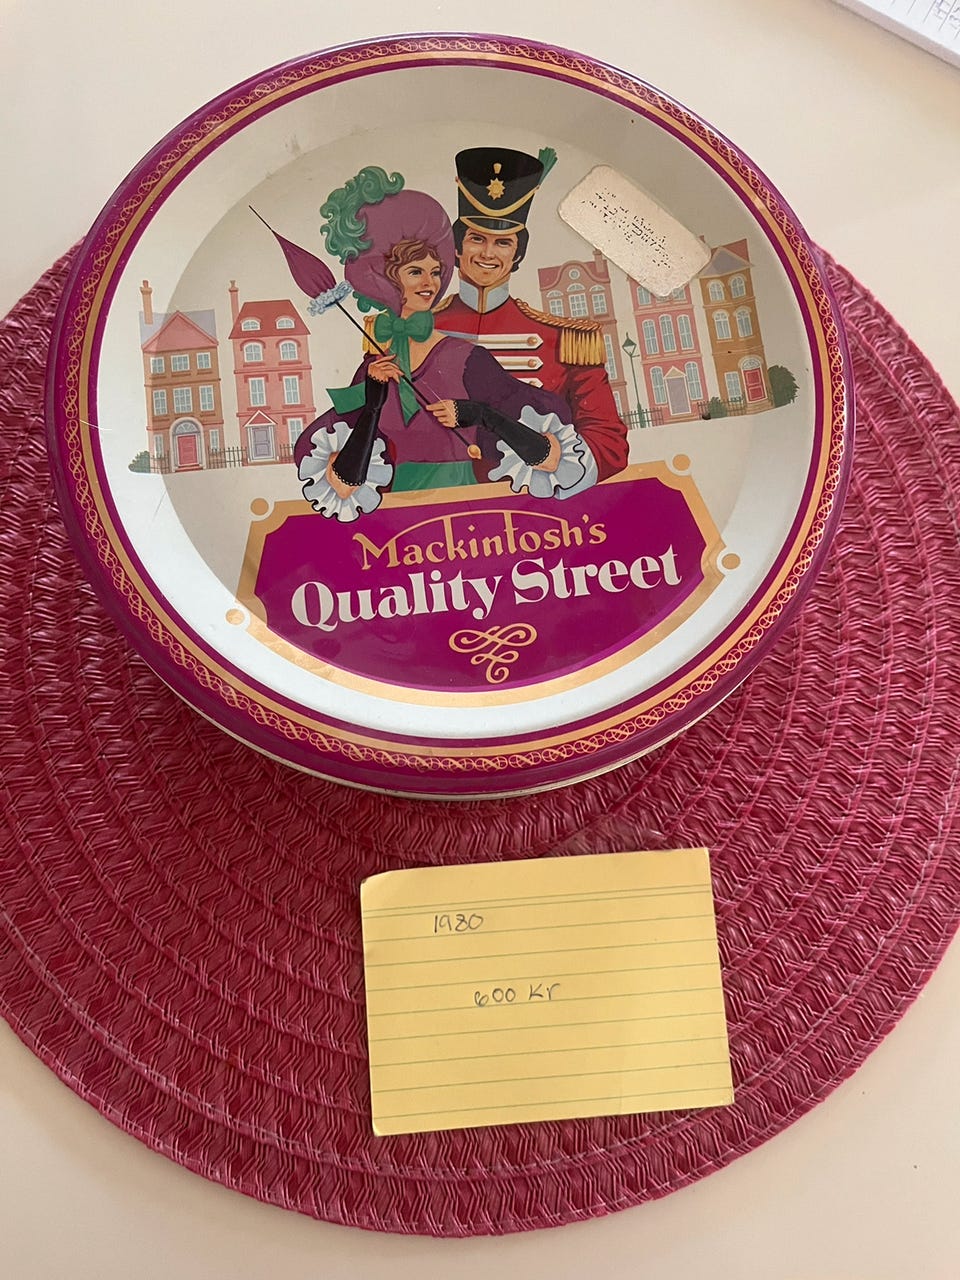 Mackintosh's
Quality Street
1980
600 Kr